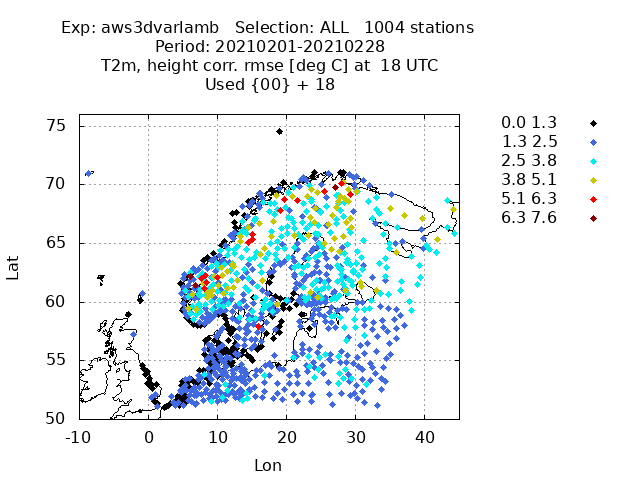 Exp: aws3dvarlamb   Selection: ALL   1004 stations
Period: 20210201-20210228
T2m, height corr. rmse [deg C] at  18 UTC
Used {00} + 18
0.0 1.3
1.3 2.5
2.5 3.8
3.8 5.1
5.1 6.3
6.3 7.6
75
70
65
60
55
50
Lat
-10 0 10 20 30 40
Lon